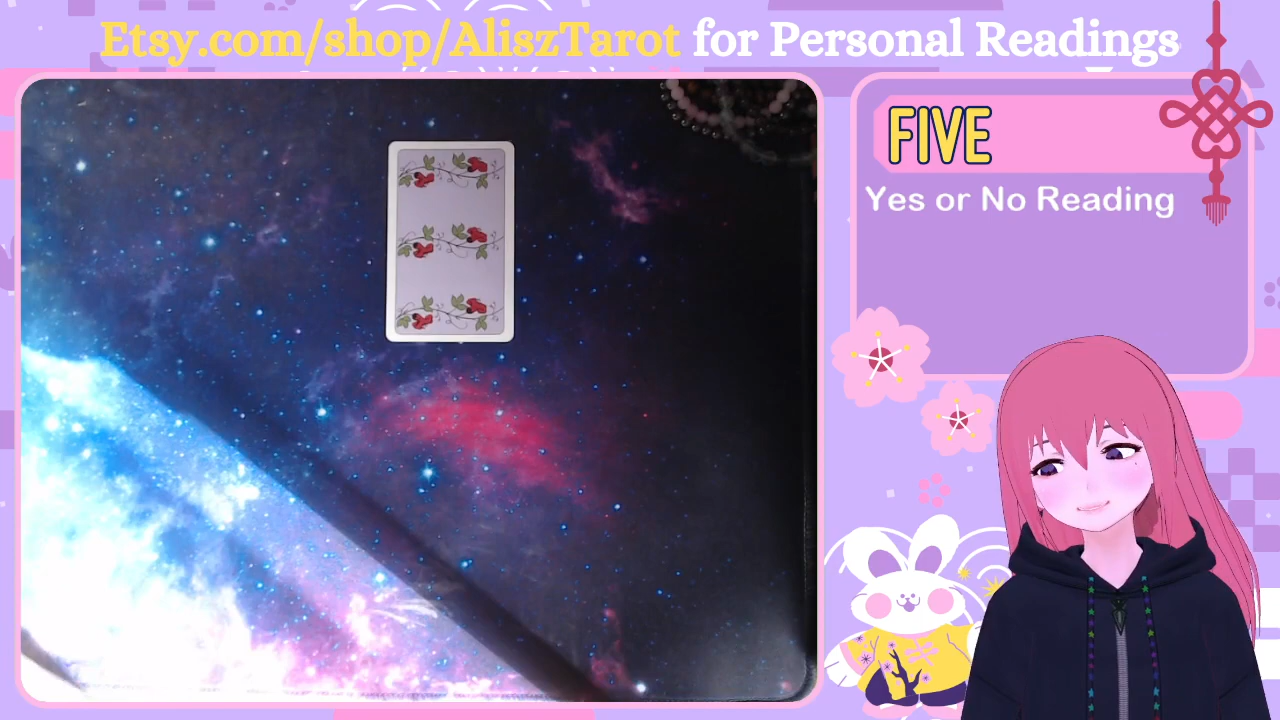 Etsy.com/shop/AliszTarot for Personal Readings
FIVE
Yes or No Reading